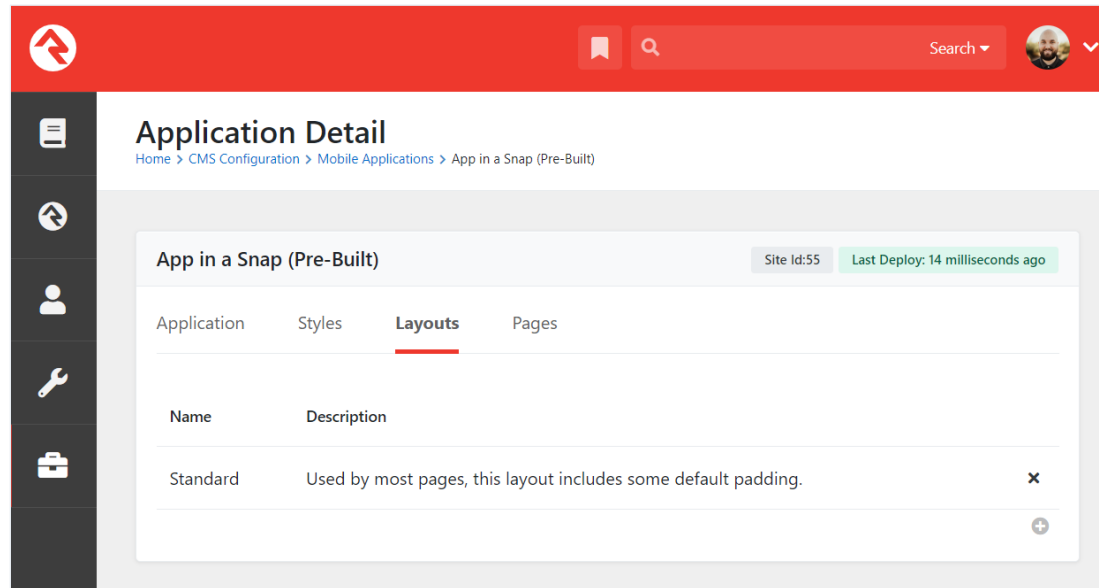 Search
Application Detail
Home > CMS Configuration > Mobile Applications > App in a Snap (Pre-Built)
App in a Snap (Pre-Built) Site Id:55 Last Deploy: 14 milliseconds ago
Application Styles Layouts Pages
Name Description
Standard Used by most pages, this layout includes some default padding.